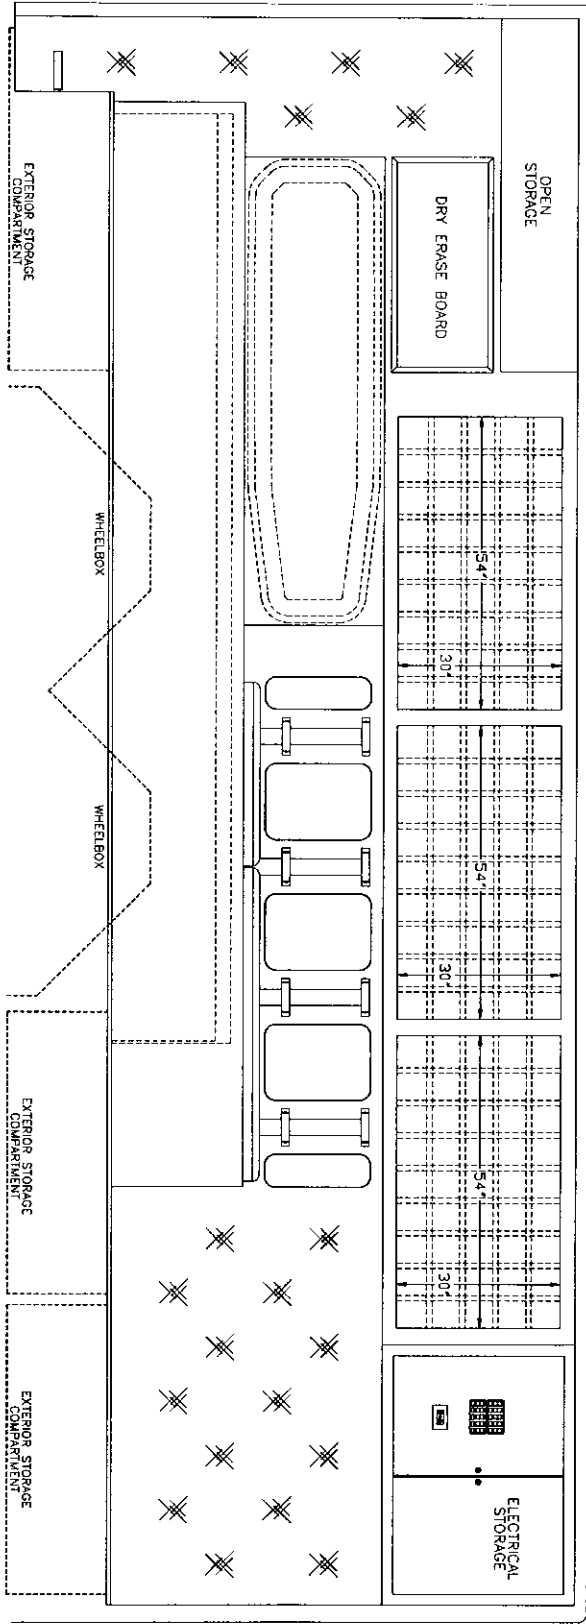 OPEN
STORAGE
DRY ERASE BOARD
54"
30"
54"
30"
54"
30"
ELECTRICAL
STORAGE
EXTERIOR STORAGE
COMPARTMENT
WHEELBOX
WHEELBOX
EXTERIOR STORAGE
COMPARTMENT
EXTERIOR STORAGE
COMPARTMENT